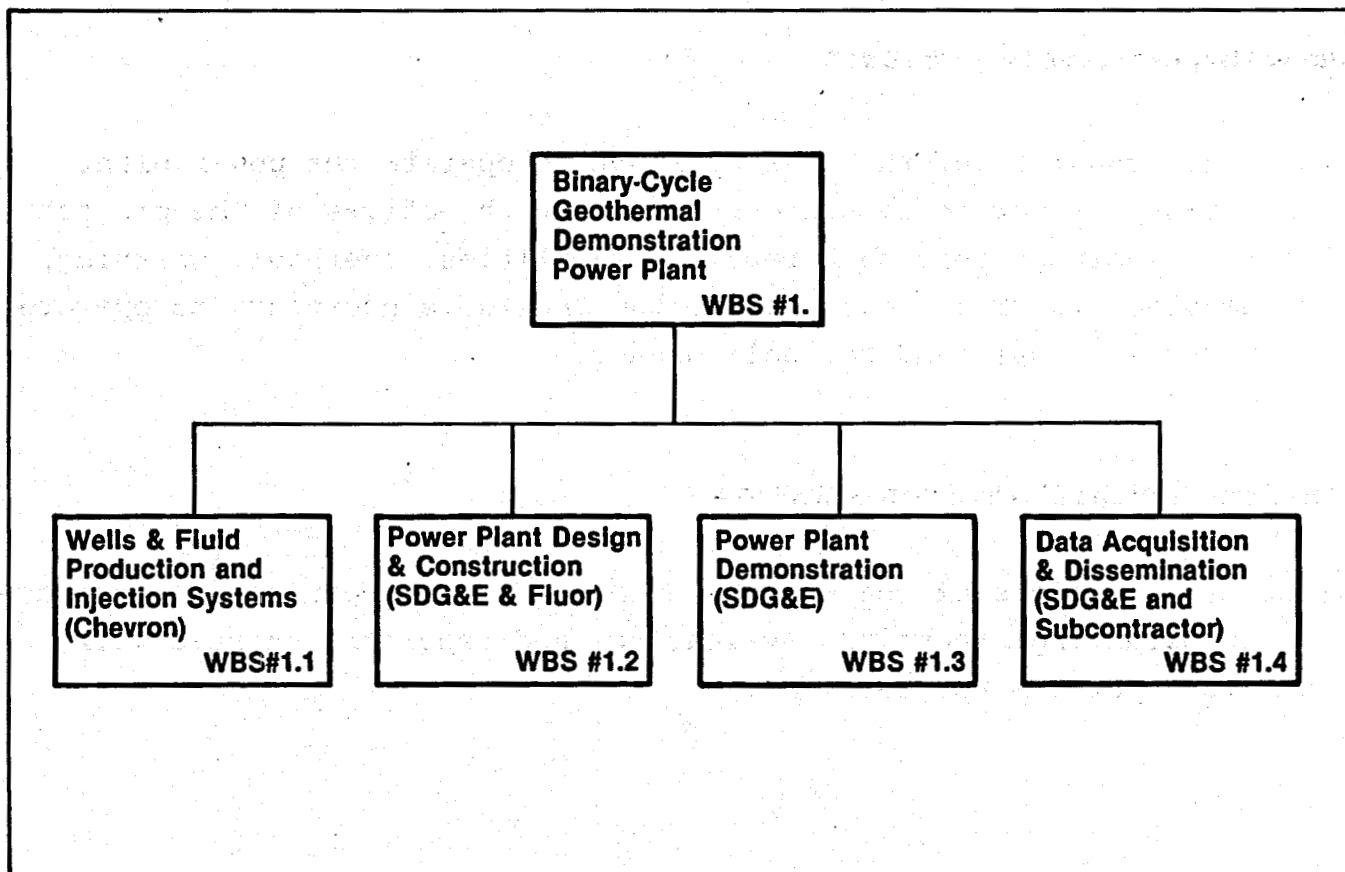 Binary-Cycle
Geothermal
Demonstration
Power Plant
WBS #1.
Wells & Fluid
Production and
Injection Systems
(Chevron)
WBS#1.1
Power Plant Design
& Construction
(SDG&E & Fluor)
WBS #1.2
Power Plant
Demonstration
(SDG&E)
WBS #1.3
Data Acquisition
& Dissemination
(SDG&E and
Subcontractor)
WBS #1.4